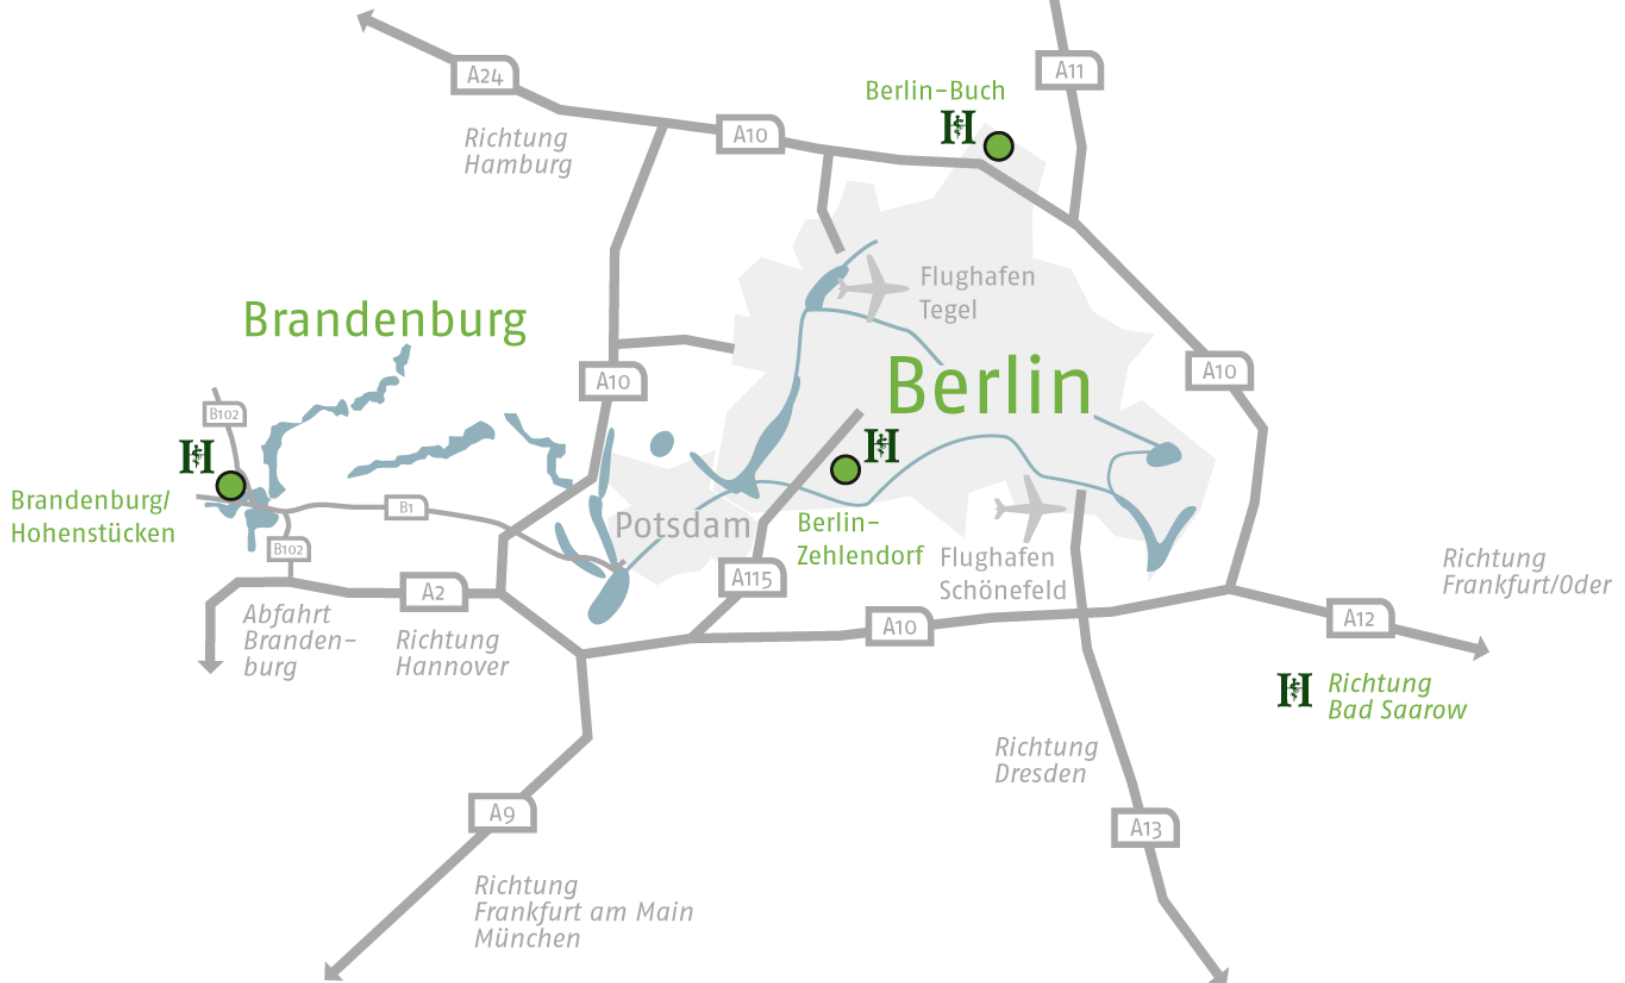 A24
A11
Berlin-Buch
H
A10
Richtung
Hamburg
Flughafen
Tegel
Brandenburg
Berlin
A10
A10
B102
H
H
Brandenburg/
Hohenstücken
B1
Potsdam
Berlin-
Zehlendorf
B102
Flughafen
Schönefeld
Richtung
Frankfurt/Oder
A115
A2
Abfahrt
Branden-
burg
Richtung
Hannover
A10
A12
H
Richtung
Bad Saarow
Richtung
Dresden
A9
A13
Richtung
Frankfurt am Main
München